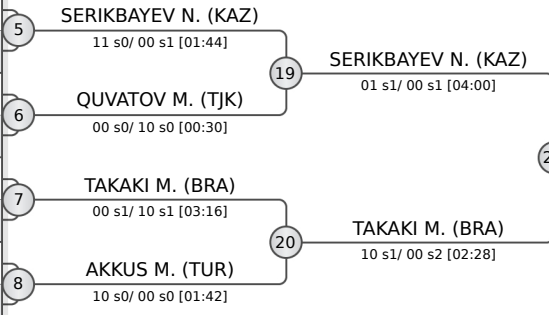 5
SERIKBAYEV N. (KAZ)
11 s0/ 00 s1 [01:44]
19
SERIKBAYEV N. (KAZ)
01 s1/ 00 s1 [04:00]
6
QUVATOV M. (TJK)
00 s0/ 10 s0 [00:30]
7
TAKAKI M. (BRA)
00 s1/ 10 s1 [03:16]
20
TAKAKI M. (BRA)
10 s1/ 00 s2 [02:28]
8
AKKUS M. (TUR)
10 s0/ 00 s0 [01:42]